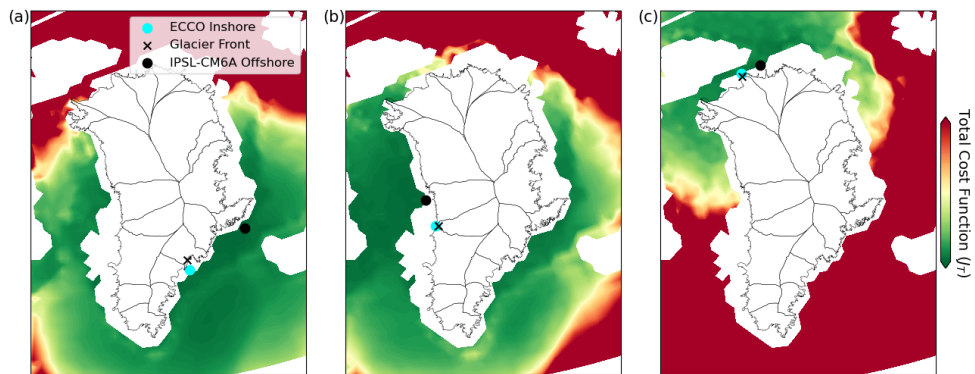 (a)
ECCO Inshore
Glacier Front
IPSL-CM6A Offshore
(b)
(c)
Total Cost Function (J_T)